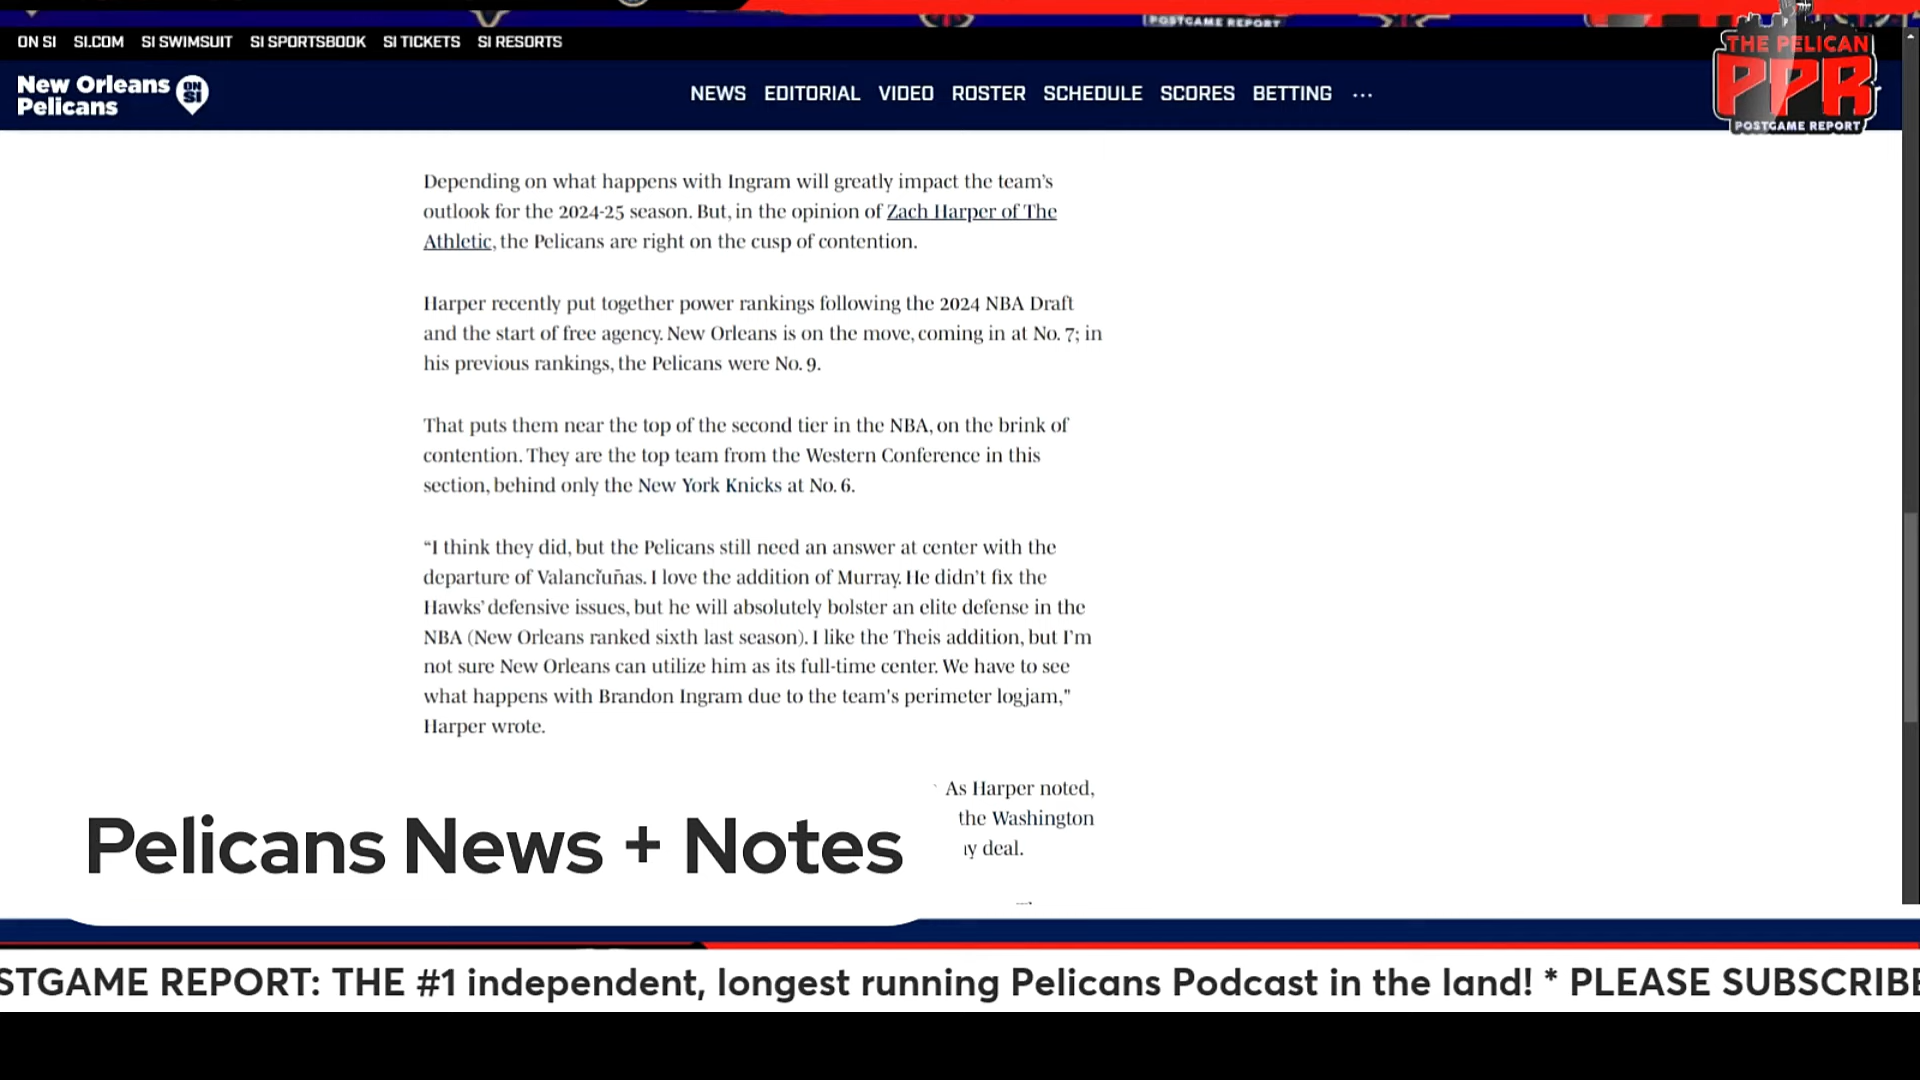 POSTGAME REPORT
ON SI SI.COM SI SWIMSUIT SI SPORTSBOOK SI TICKETS SI RESORTS
New Orleans
Pelicans
ON
SI
NEWS EDITORIAL VIDEO ROSTER SCHEDULE SCORES BETTING ...
THE PELICAN
PPR
POSTGAME REPORT
Depending on what happens with Ingram will greatly impact the team’s
outlook for the 2024-25 season. But, in the opinion of Zach Harper of The
Athletic, the Pelicans are right on the cusp of contention.
Harper recently put together power rankings following the 2024 NBA Draft
and the start of free agency. New Orleans is on the move, coming in at No. 7; in
his previous rankings, the Pelicans were No. 9.
That puts them near the top of the second tier in the NBA, on the brink of
contention. They are the top team from the Western Conference in this
section, behind only the New York Knicks at No. 6.
“I think they did, but the Pelicans still need an answer at center with the
departure of Valančiūnas. I love the addition of Murray. He didn’t fix the
Hawks’ defensive issues, but he will absolutely bolster an elite defense in the
NBA (New Orleans ranked sixth last season). I like the Theis addition, but I’m
not sure New Orleans can utilize him as its full-time center. We have to see
what happens with Brandon Ingram due to the team's perimeter logjam,"
Harper wrote.
As Harper noted,
the Washington
y deal.
Pelicans News + Notes
STGAME REPORT: THE #1 independent, longest running Pelicans Podcast in the land! * PLEASE SUBSCRIBE